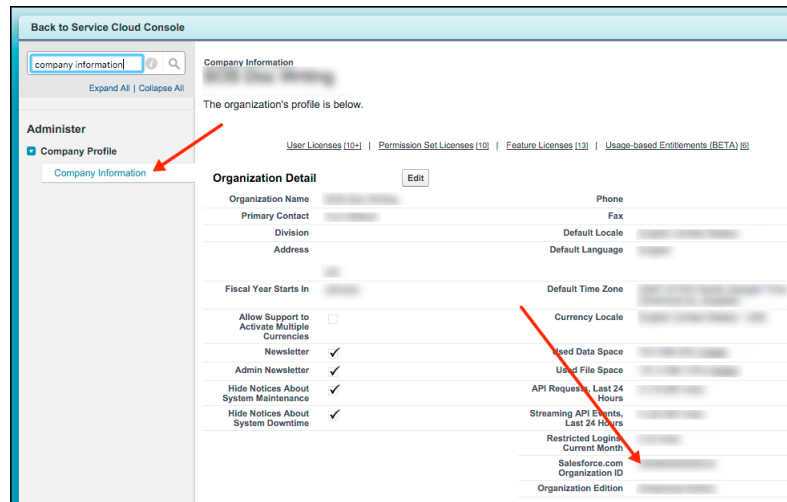 Back to Service Cloud Console
company information
Expand All | Collapse All
Administer
Company Profile
Company Information
Company Information
The organization's profile is below.
User Licenses [10+] | Permission Set Licenses [10] | Feature Licenses [13] | Usage-based Entitlements (BETA) [6]
Organization Detail
Edit
Organization Name
Phone
Primary Contact
Fax
Division
Default Locale
Address
Default Language
Fiscal Year Starts In
Default Time Zone
Allow Support to
Activate Multiple
Currencies
Currency Locale
Newsletter
Used Data Space
Admin Newsletter
Used File Space
Hide Notices About
System Maintenance
API Requests, Last 24
Hours
Hide Notices About
System Downtime
Streaming API Events,
Last 24 Hours
Restricted Logins,
Current Month
Salesforce.com
Organization ID
Organization Edition